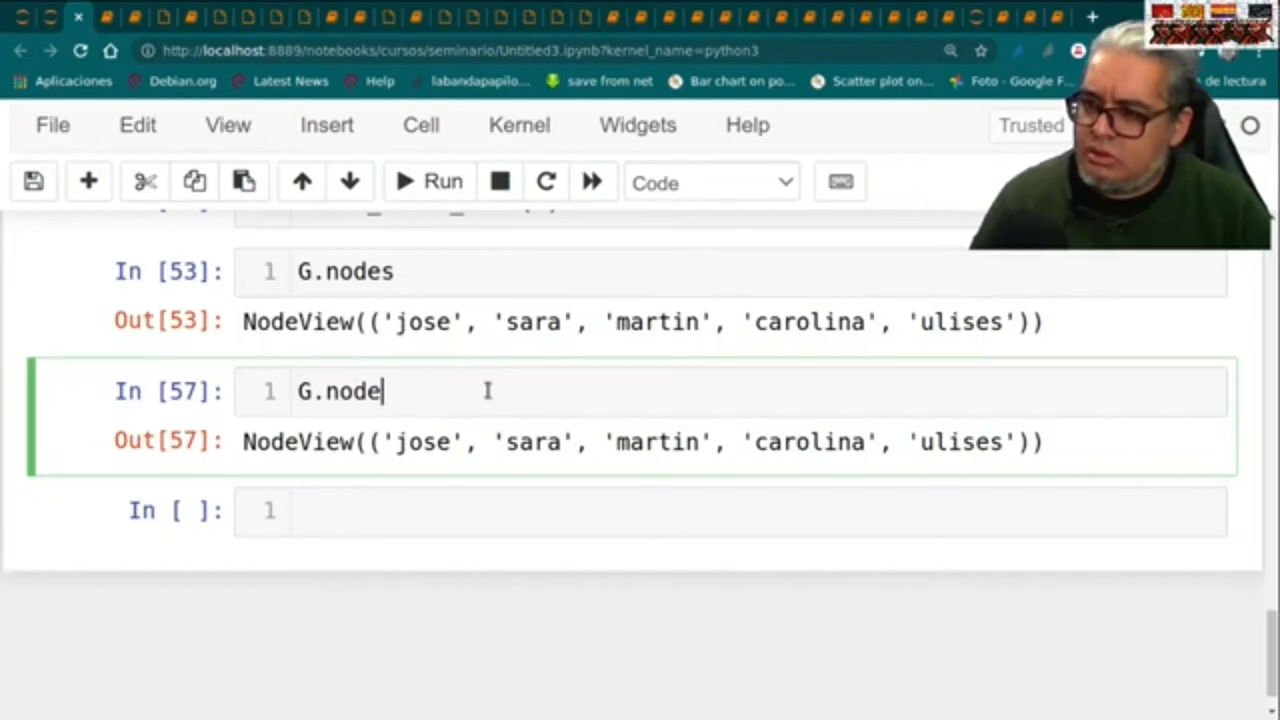 http://localhost:8889/notebooks/cursos/seminario/Untitled3.ipynb?kernel_name=python3
Aplicaciones Debian.org Latest News Help labandapapilo... save from net Bar chart on po... Scatter plot on... Foto - Google F... de lectura
File Edit View Insert Cell Kernel Widgets Help Trusted
Run Code
In [53]: 1 G.nodes
Out[53]: NodeView(('jose', 'sara', 'martin', 'carolina', 'ulises'))
In [57]: 1 G.node
Out[57]: NodeView(('jose', 'sara', 'martin', 'carolina', 'ulises'))
In [ ]: 1